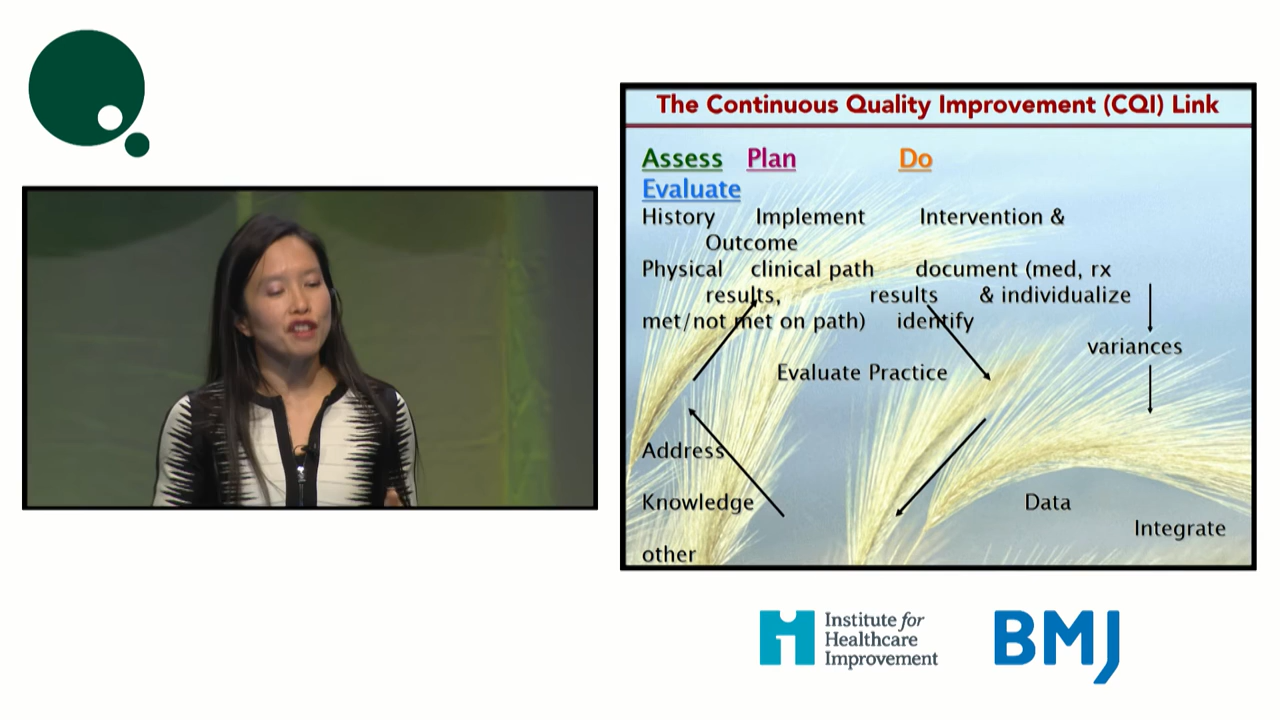 The Continuous Quality Improvement (CQI) Link
Assess Plan Do
Evaluate
History Implement Intervention &
Outcome
Physical clinical path document (med, rx
results, results & individualize
met/not met on path) identify
variances
Evaluate Practice
Address
Knowledge Data
Integrate
other
Institute for
Healthcare
Improvement
BMJ